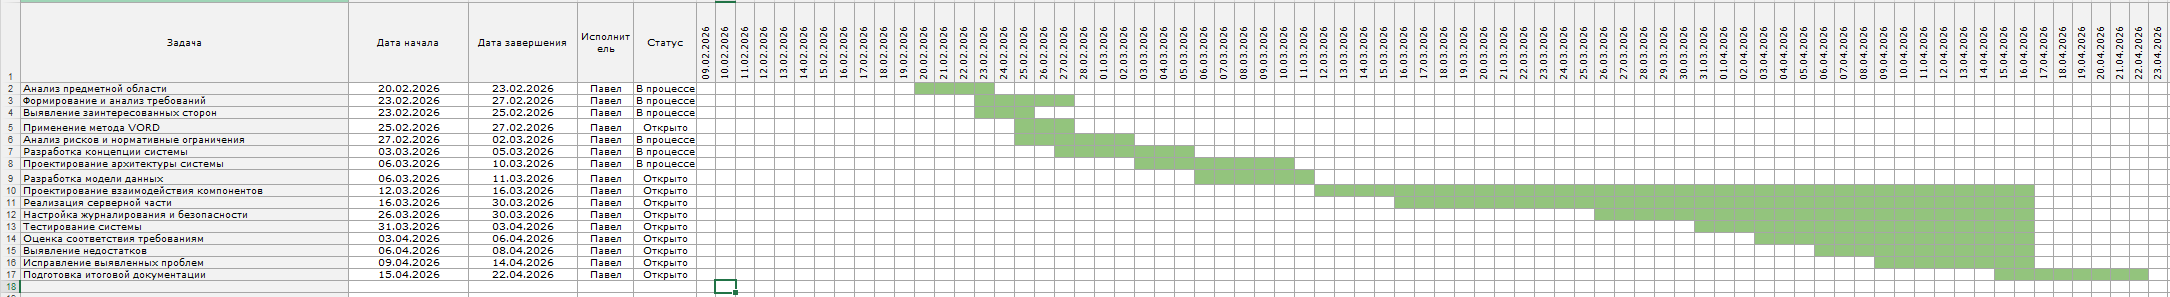 Задача Дата начала Дата завершения Исполнитель Статус 09.02.2026 10.02.2026 11.02.2026 12.02.2026 13.02.2026 14.02.2026 15.02.2026 16.02.2026 17.02.2026 18.02.2026 19.02.2026 20.02.2026 21.02.2026 22.02.2026 23.02.2026 24.02.2026 25.02.2026 26.02.2026 27.02.2026 28.02.2026 01.03.2026 02.03.2026 03.03.2026 04.03.2026 05.03.2026 06.03.2026 07.03.2026 08.03.2026 09.03.2026 10.03.2026 11.03.2026 12.03.2026 13.03.2026 14.03.2026 15.03.2026 16.03.2026 17.03.2026 18.03.2026 19.03.2026 20.03.2026 21.03.2026 22.03.2026 23.03.2026 24.03.2026 25.03.2026 26.03.2026 27.03.2026 28.03.2026 29.03.2026 30.03.2026 31.03.2026 01.04.2026 02.04.2026 03.04.2026 04.04.2026 05.04.2026 06.04.2026 07.04.2026 08.04.2026 09.04.2026 10.04.2026 11.04.2026 12.04.2026 13.04.2026 14.04.2026 15.04.2026 16.04.2026 17.04.2026 18.04.2026 19.04.2026 20.04.2026 21.04.2026 22.04.2026 23.04.2026
1
2 Анализ предметной области 20.02.2026 23.02.2026 Павел В процессе
3 Формирование и анализ требований 23.02.2026 27.02.2026 Павел В процессе
4 Выявление заинтересованных сторон 23.02.2026 25.02.2026 Павел В процессе
5 Применение метода VORD 25.02.2026 27.02.2026 Павел Открыто
6 Анализ рисков и нормативные ограничения 27.02.2026 02.03.2026 Павел В процессе
7 Разработка концепции системы 03.03.2026 05.03.2026 Павел В процессе
8 Проектирование архитектуры системы 06.03.2026 10.03.2026 Павел В процессе
9 Разработка модели данных 06.03.2026 11.03.2026 Павел Открыто
10 Проектирование взаимодействия компонентов 12.03.2026 16.03.2026 Павел Открыто
11 Реализация серверной части 16.03.2026 30.03.2026 Павел Открыто
12 Настройка журналирования и безопасности 26.03.2026 30.03.2026 Павел Открыто
13 Тестирование системы 31.03.2026 03.04.2026 Павел Открыто
14 Оценка соответствия требованиям 03.04.2026 06.04.2026 Павел Открыто
15 Выявление недостатков 06.04.2026 08.04.2026 Павел Открыто
16 Исправление выявленных проблем 09.04.2026 14.04.2026 Павел Открыто
17 Подготовка итоговой документации 15.04.2026 22.04.2026 Павел Открыто
18